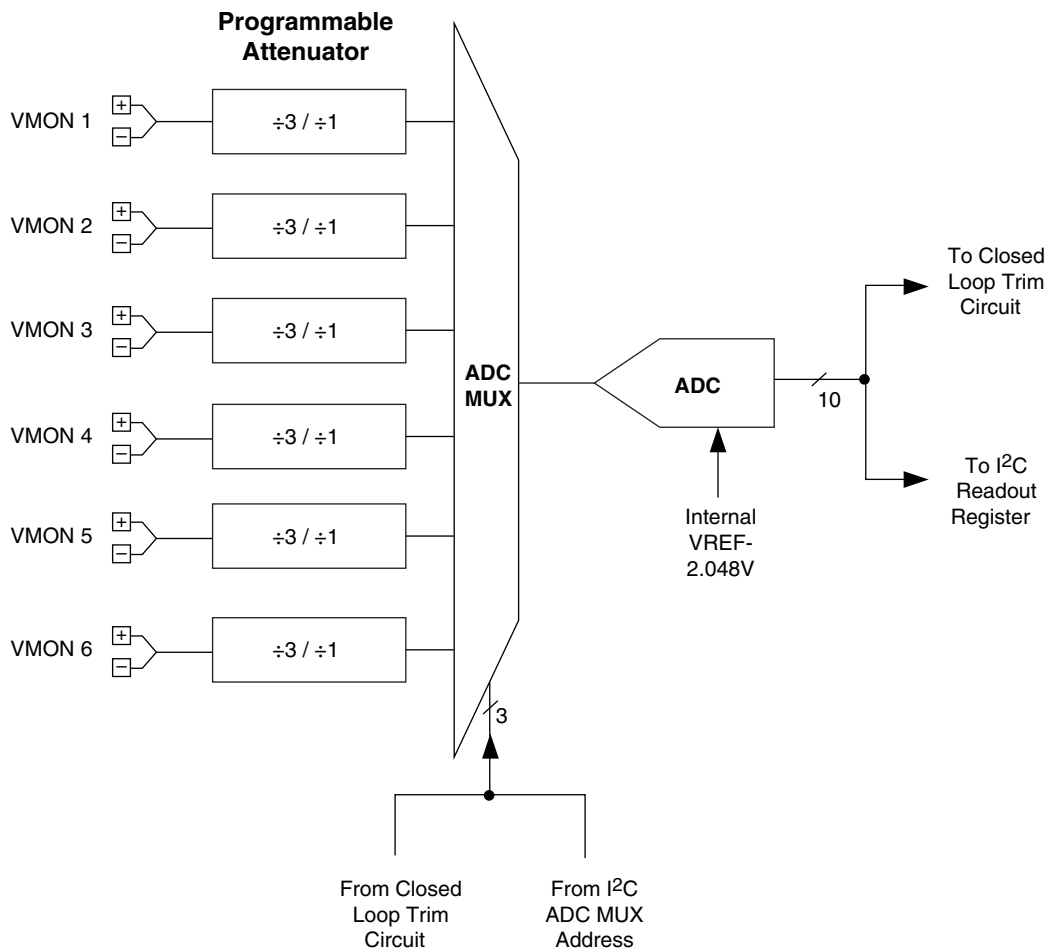 Programmable
Attenuator
VMON 1
+
−
÷3 / ÷1
VMON 2
+
−
÷3 / ÷1
VMON 3
+
−
÷3 / ÷1
VMON 4
+
−
÷3 / ÷1
VMON 5
+
−
÷3 / ÷1
VMON 6
+
−
÷3 / ÷1
ADC
MUX
3
ADC
10
Internal
VREF-
2.048V
To Closed
Loop Trim
Circuit
To I²C
Readout
Register
From Closed
Loop Trim
Circuit
From I²C
ADC MUX
Address